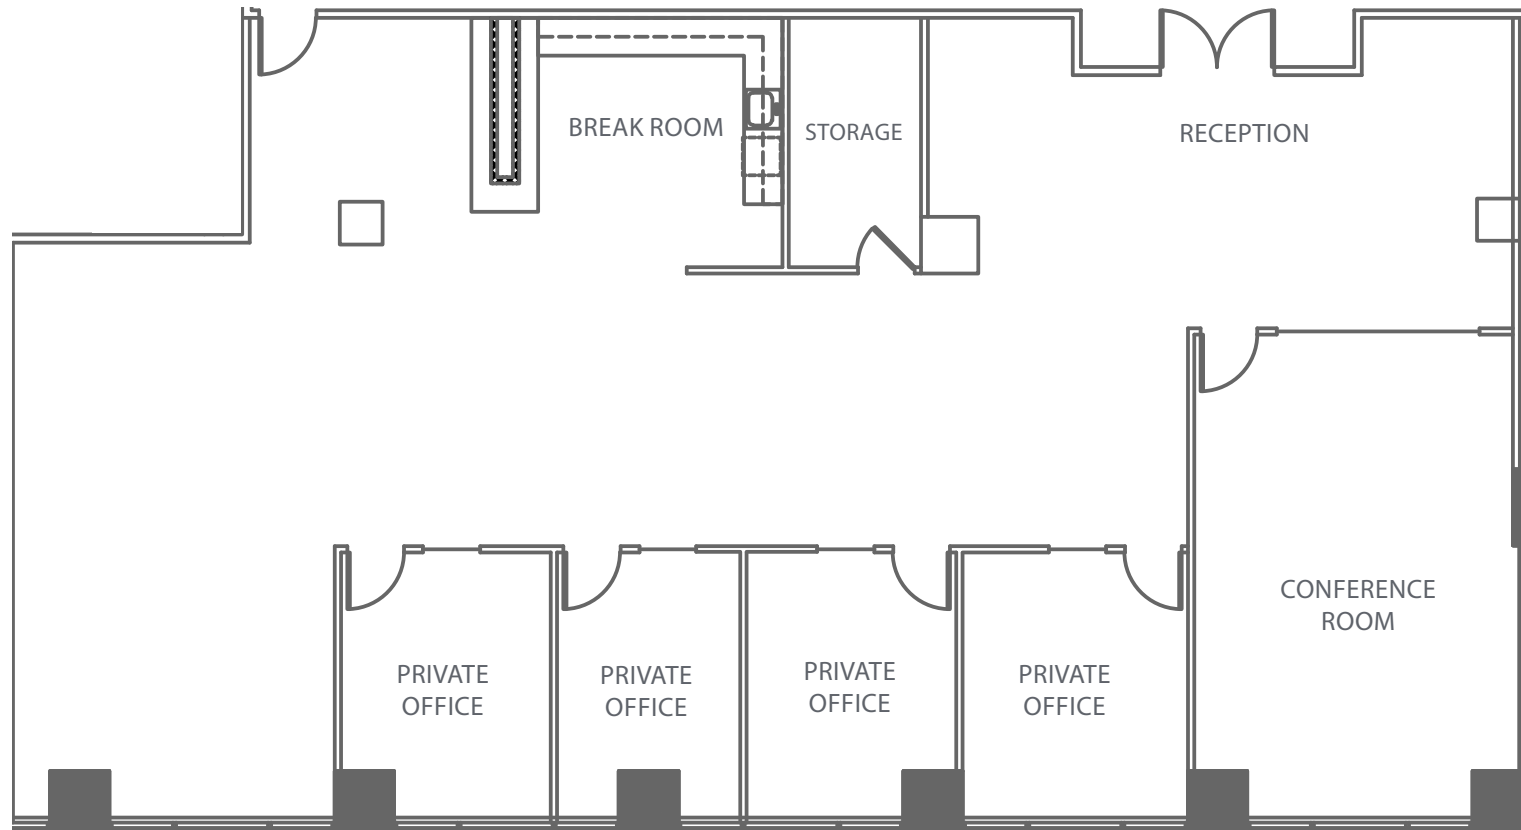 BREAK ROOM
STORAGE
RECEPTION
CONFERENCE
ROOM
PRIVATE
OFFICE
PRIVATE
OFFICE
PRIVATE
OFFICE
PRIVATE
OFFICE